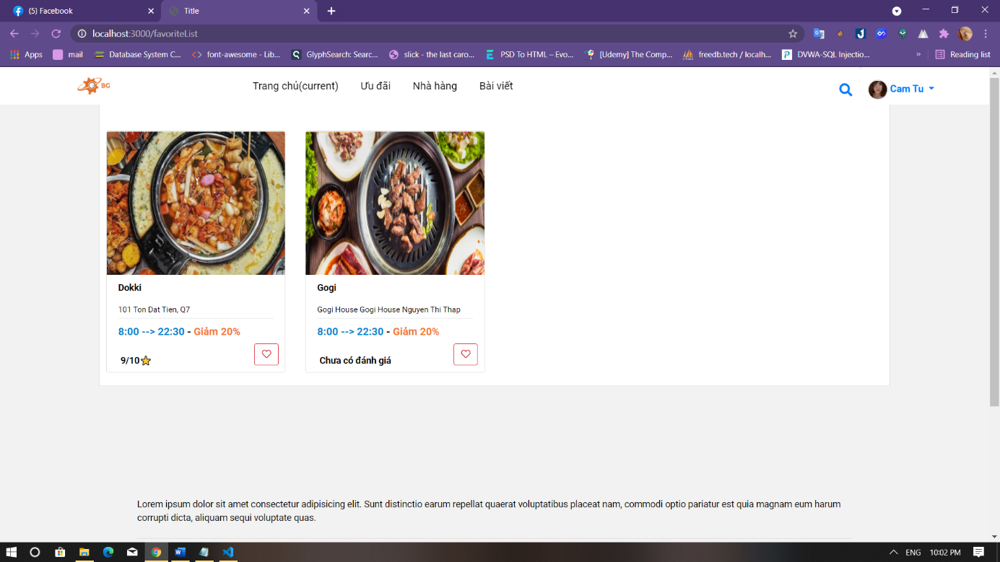 (5) Facebook
Title
localhost:3000/favoriteList
Apps
mail
Database System C...
font-awesome - Lib...
GlyphSearch: Searc...
slick - the last caro...
PSD To HTML – Evo...
[Udemy] The Comp...
freedb.tech / localh...
DVWA-SQL Injectio...
»
Reading list
BG
Trang chủ(current)
Ưu đãi
Nhà hàng
Bài viết
Cam Tu
Dokki
101 Ton Dat Tien, Q7
8:00 --> 22:30 - Giảm 20%
9/10
Gogi
Gogi House Gogi House Nguyen Thi Thap
8:00 --> 22:30 - Giảm 20%
Chưa có đánh giá
Lorem ipsum dolor sit amet consectetur adipisicing elit. Sunt distinctio earum repellat quaerat voluptatibus placeat nam, commodi optio pariatur est quia magnam eum harum
corrupti dicta, aliquam sequi voluptate quas.
ENG
10:02 PM